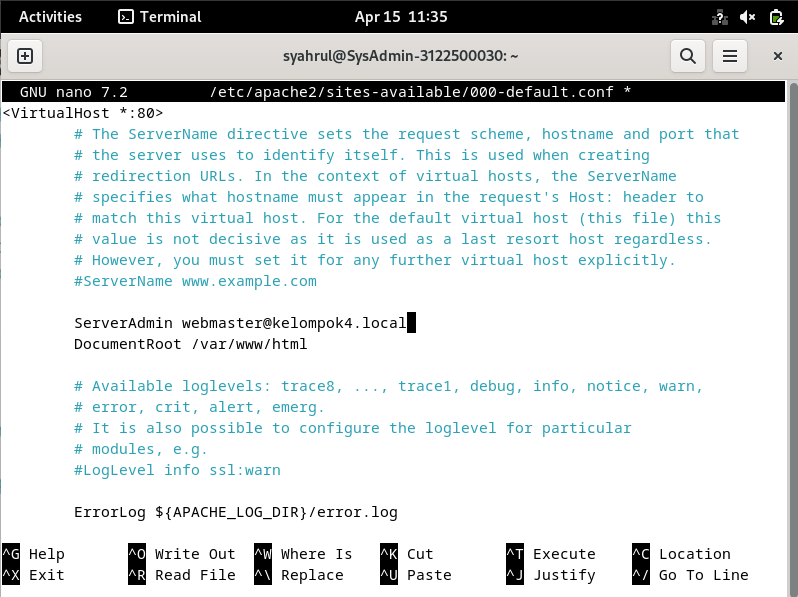 Activities Terminal Apr 15 11:35
syahrul@SysAdmin-3122500030: ~
GNU nano 7.2 /etc/apache2/sites-available/000-default.conf *
<VirtualHost *:80>
# The ServerName directive sets the request scheme, hostname and port that
# the server uses to identify itself. This is used when creating
# redirection URLs. In the context of virtual hosts, the ServerName
# specifies what hostname must appear in the request's Host: header to
# match this virtual host. For the default virtual host (this file) this
# value is not decisive as it is used as a last resort host regardless.
# However, you must set it for any further virtual host explicitly.
#ServerName www.example.com
ServerAdmin webmaster@kelompok4.local
DocumentRoot /var/www/html
# Available loglevels: trace8, ..., trace1, debug, info, notice, warn,
# error, crit, alert, emerg.
# It is also possible to configure the loglevel for particular
# modules, e.g.
#LogLevel info ssl:warn
ErrorLog ${APACHE_LOG_DIR}/error.log
^G Help ^O Write Out ^W Where Is ^K Cut ^T Execute ^C Location
^X Exit ^R Read File ^\ Replace ^U Paste ^J Justify ^/ Go To Line